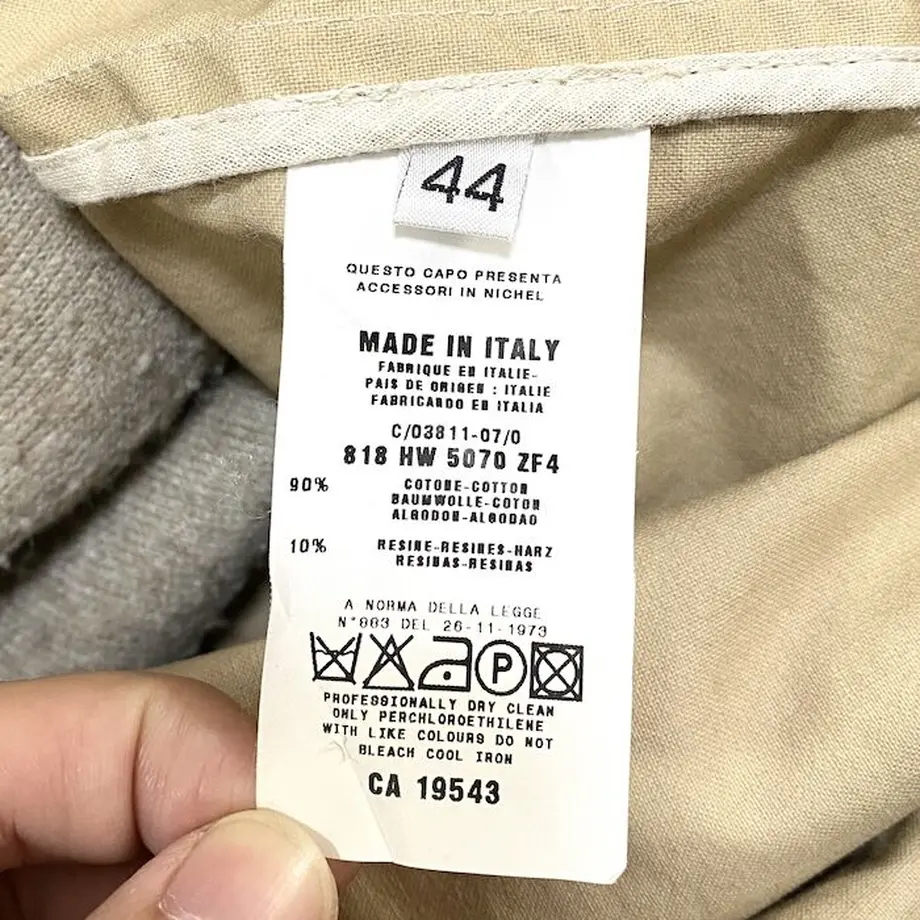 44
QUESTO CAPO PRESENTA
ACCESSORI IN NICHEL
MADE IN ITALY
FABRIQUE EN ITALIE-
PAIS DE ORIGEN : ITALIE
FABRICANDO EN ITALIA
C/03811-07/0
818 HW 5070 ZF4
90% COTONE-COTTON
BAUMWOLLE-COTON
ALGODON-ALGODAO
10% RESINE-RESINES-HARZ
RESINAS-RESINAS
A NORMA DELLA LEGGE
N°883 DEL 26-11-1973
P
PROFESSIONALLY DRY CLEAN
ONLY PERCHLOROETHILENE
WITH LIKE COLOURS DO NOT
BLEACH COOL IRON
CA 19543